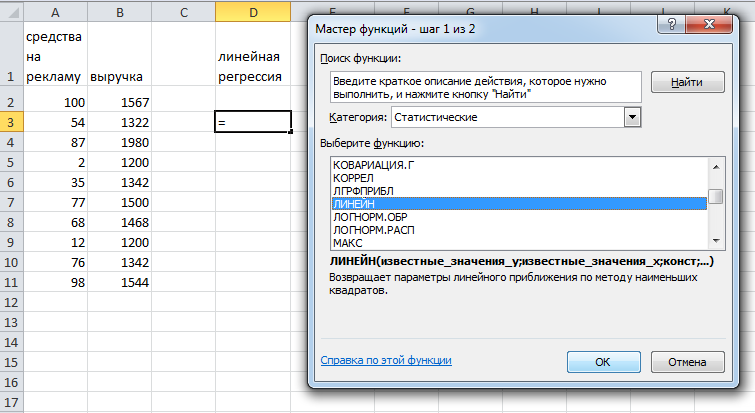 A B C D E F G H I J K
Мастер функций - шаг 1 из 2
средства
на
1 рекламу выручка линейная регрессия
2 100 1567
3 54 1322 =
4 87 1980
5 2 1200
6 35 1342
7 77 1500
8 68 1468
9 12 1200
10 76 1342
11 98 1544
12
13
14
15
16
17
Поиск функции:
Введите краткое описание действия, которое нужно
выполнить, и нажмите кнопку "Найти"
Найти
Категория: Статистические
Выберите функцию:
КОВАРИАЦИЯ.Г
КОРРЕЛ
ЛГРФПРИБЛ
ЛИНЕЙН
ЛОГНОРМ.ОБР
ЛОГНОРМ.РАСП
МАКС
ЛИНЕЙН(известные_значения_y;известные_значения_x;конст;...)
Возвращает параметры линейного приближения по методу наименьших
квадратов.
Справка по этой функции
ОК
Отмена